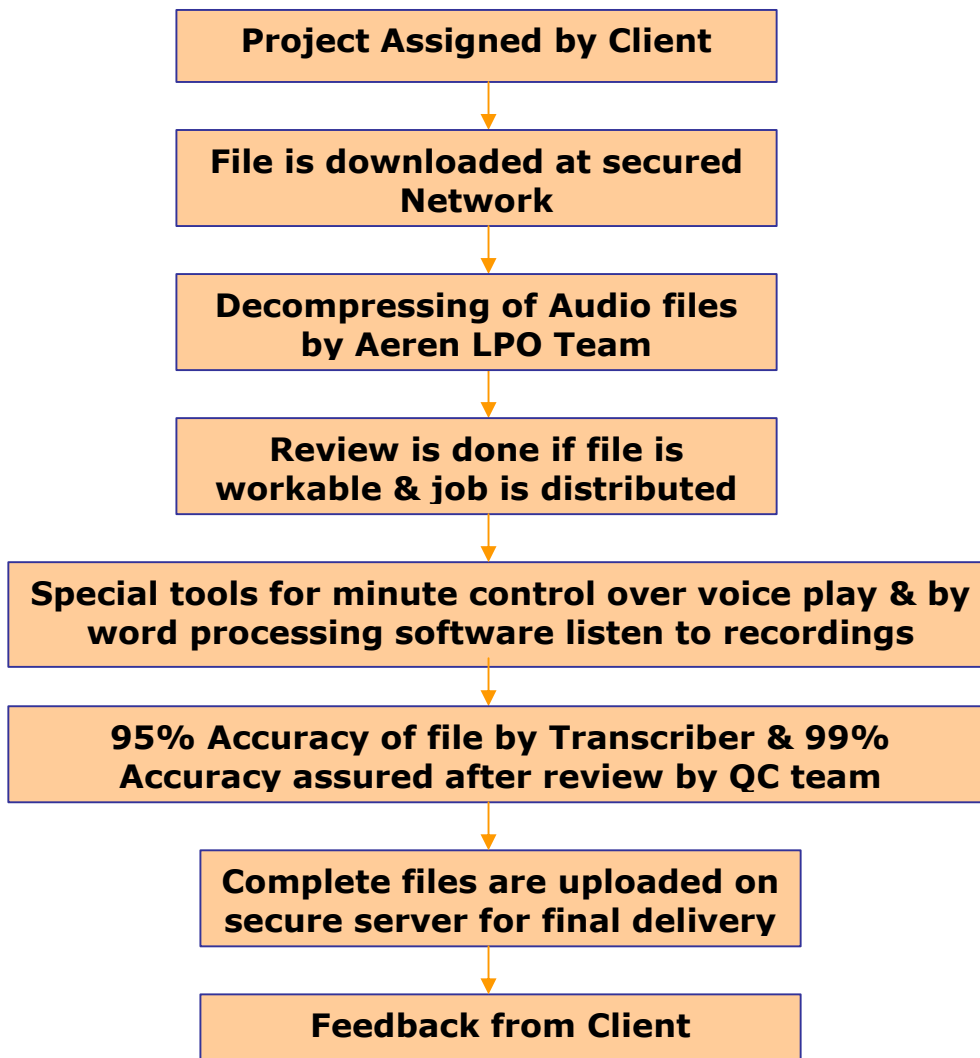 Project Assigned by Client
File is downloaded at secured
Network
Decompressing of Audio files
by Aeren LPO Team
Review is done if file is
workable & job is distributed
Special tools for minute control over voice play & by
word processing software listen to recordings
95% Accuracy of file by Transcriber & 99%
Accuracy assured after review by QC team
Complete files are uploaded on
secure server for final delivery
Feedback from Client